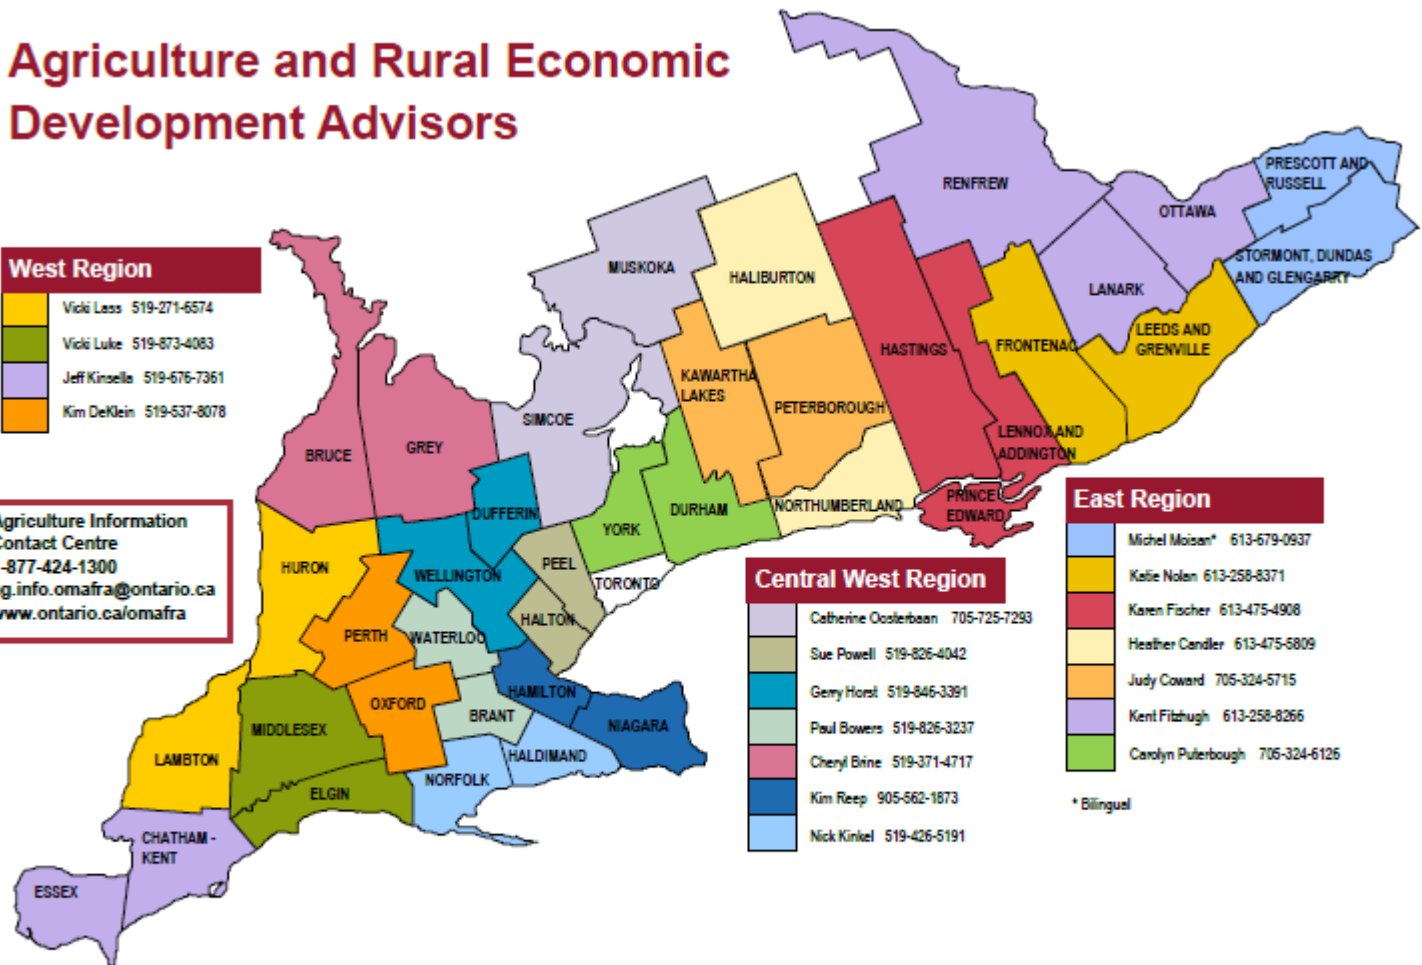 Agriculture and Rural Economic
Development Advisors
West Region
Vicki Lass 519-271-6574
Vicki Luke 519-873-4083
Jeff Kinsella 519-676-7361
Kim DeKlein 519-537-8078
Agriculture Information
Contact Centre
-877-424-1300
g.info.omafra@ontario.ca
www.ontario.ca/omafra
RENFREW
PRESCOTT AND
RUSSELL
OTTAWA
STORMONT, DUNDAS
AND GLENGARRY
LANARK
LEEDS AND
GRENVILLE
FRONTENAC
MUSKOKA
HALIBURTON
HASTINGS
KAWARTHA
LAKES
PETERBOROUGH
LENNOX AND
ADDINGTON
SIMCOE
BRUCE
GREY
DUFFERIN
YORK
DURHAM
NORTHUMBERLAND
PRINCE
EDWARD
HURON
WELLINGTON
PEEL
TORONTO
HALTON
PERTH
WATERLOO
OXFORD
BRANT
HAMILTON
NIAGARA
MIDDLESEX
LAMBTON
ELGIN
NORFOLK
HALDIMAND
CHATHAM -
KENT
ESSEX
Central West Region
Catherine Oosterbaan 705-725-7293
Sue Powell 519-826-4042
Gerry Horst 519-846-3391
Paul Bowers 519-826-3237
Cheryl Brine 519-371-4717
Kim Reep 905-562-1873
Nick Kinkel 519-426-5191
East Region
Michel Moisan* 613-679-0937
Katie Nolan 613-258-8371
Karen Fischer 613-475-4908
Heather Candler 613-475-5809
Judy Coward 705-324-5715
Kent Fitzhugh 613-258-8266
Carolyn Puterbough 705-324-6126
* Bilingual